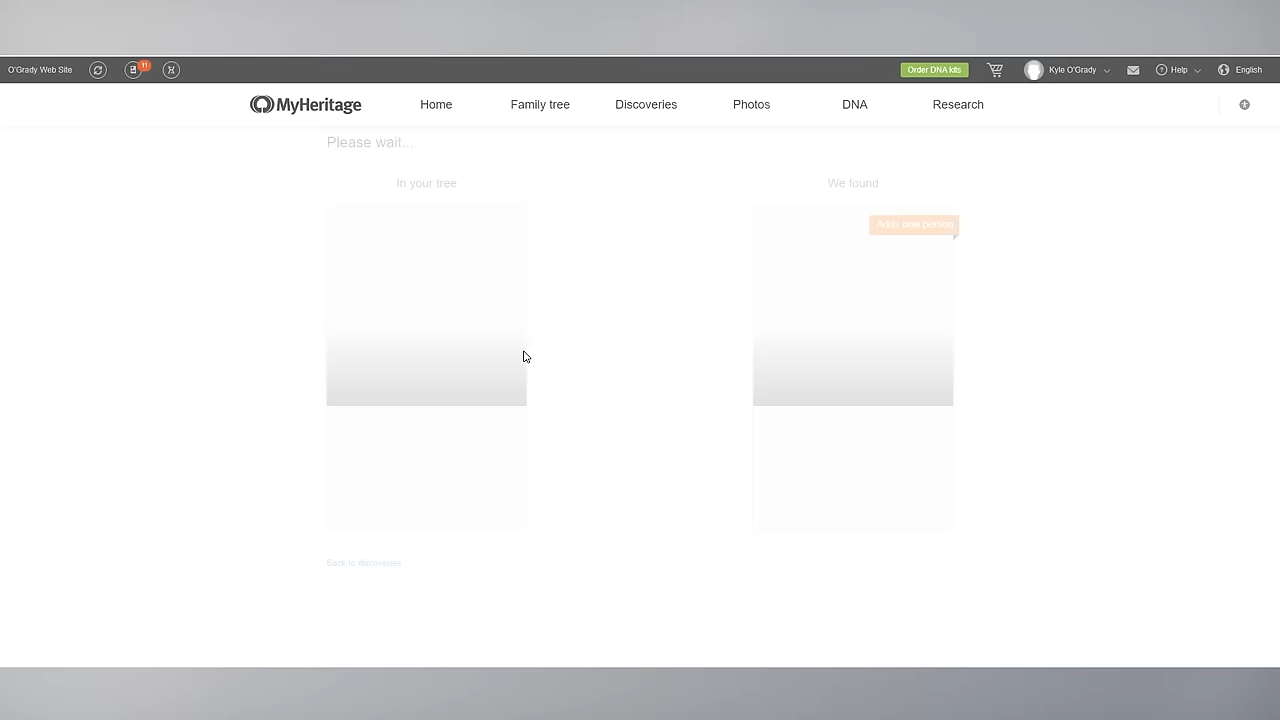 O'Grady Web Site
11
Order DNA kits
Kyle O'Grady
Help
English
MyHeritage
Home
Family tree
Discoveries
Photos
DNA
Research
Please wait...
In your tree
We found
Adds one person
Back to discoveries